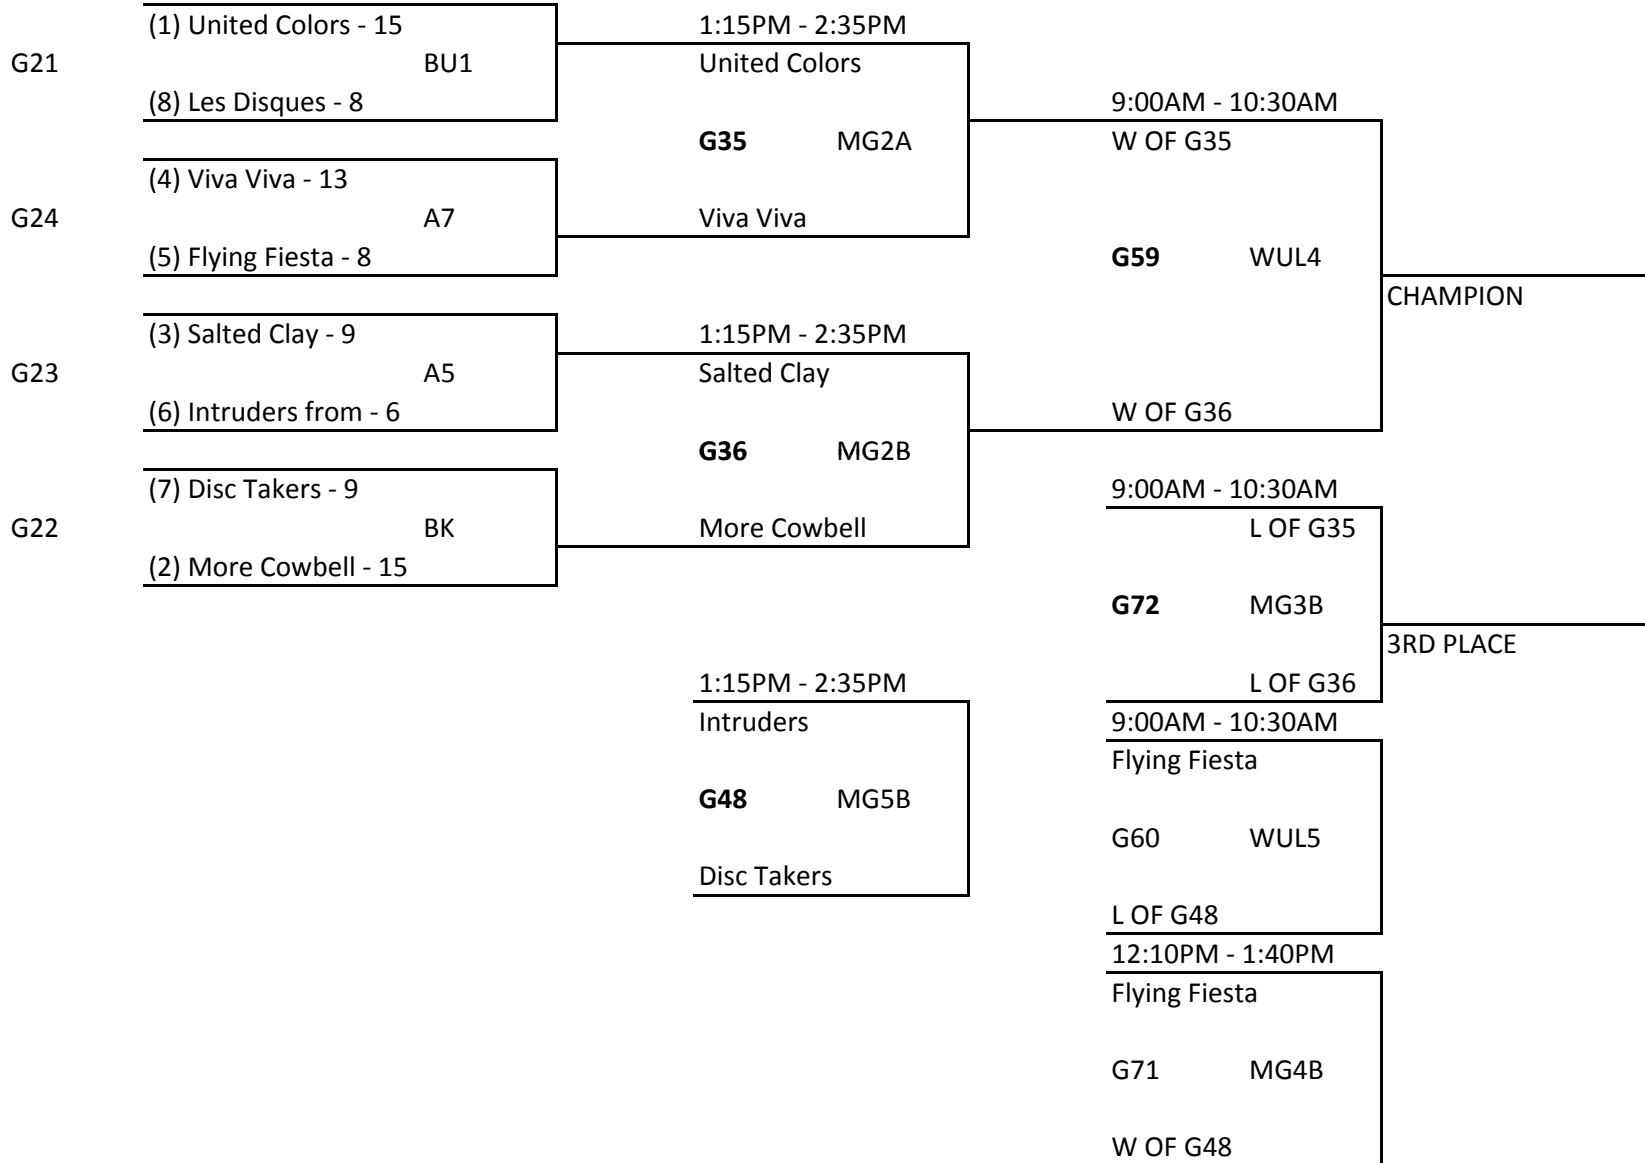 (1) United Colors - 15
1:15PM - 2:35PM
G21
BU1
United Colors
(8) Les Disques - 8
9:00AM - 10:30AM
G35
MG2A
W OF G35
(4) Viva Viva - 13
G24
A7
Viva Viva
(5) Flying Fiesta - 8
G59
WUL4
CHAMPION
(3) Salted Clay - 9
1:15PM - 2:35PM
G23
A5
Salted Clay
(6) Intruders from - 6
W OF G36
G36
MG2B
(7) Disc Takers - 9
9:00AM - 10:30AM
G22
BK
More Cowbell
L OF G35
(2) More Cowbell - 15
G72
MG3B
3RD PLACE
1:15PM - 2:35PM
L OF G36
Intruders
9:00AM - 10:30AM
Flying Fiesta
G48
MG5B
G60
WUL5
Disc Takers
L OF G48
12:10PM - 1:40PM
Flying Fiesta
G71
MG4B
W OF G48